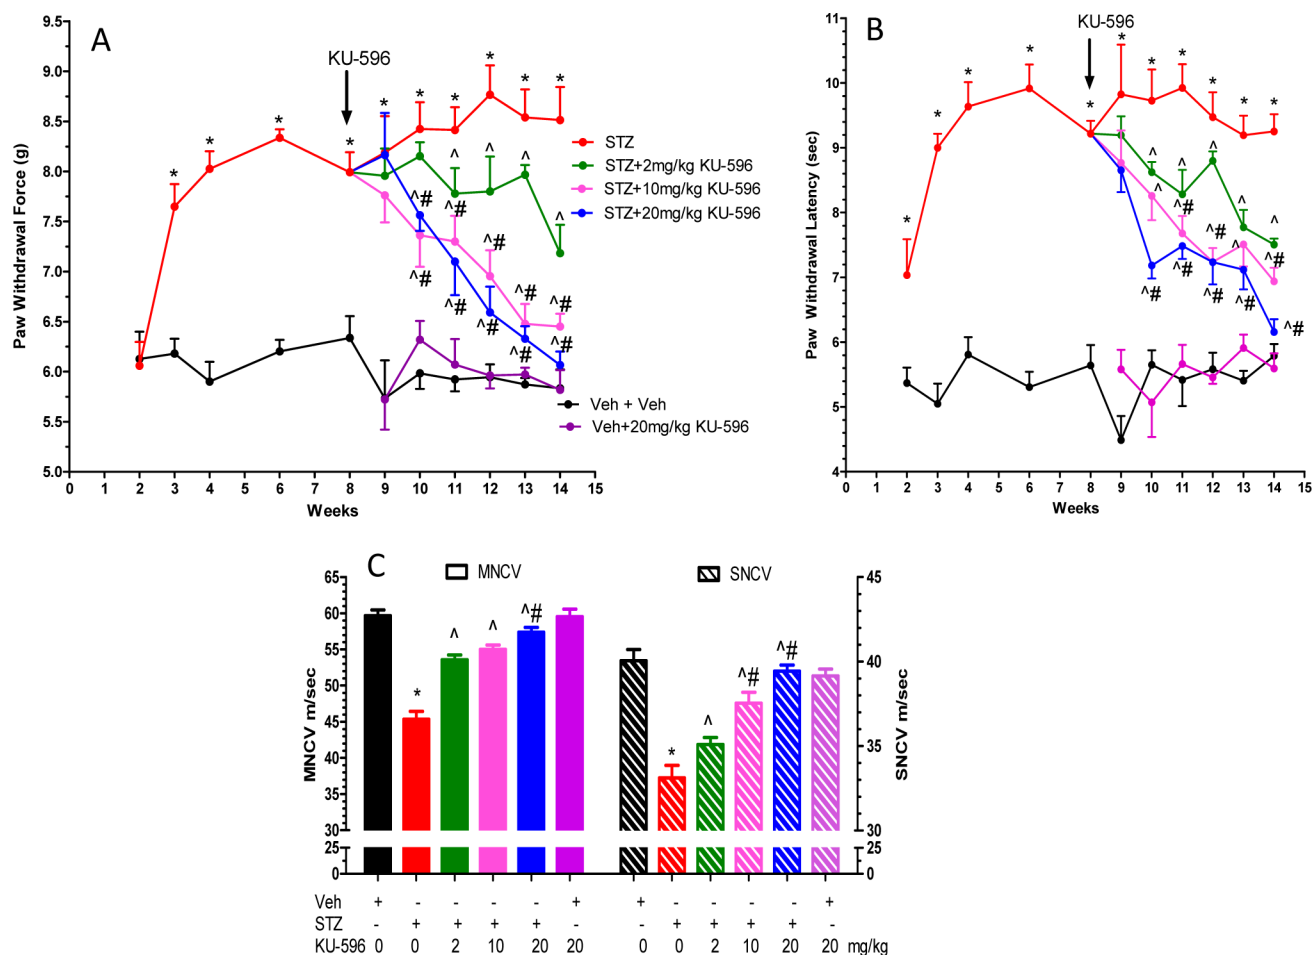 A
KU-596
Paw Withdrawal Force (g)
9.5
9.0
8.5
8.0
7.5
7.0
6.5
6.0
5.5
5.0
0 1 2 3 4 5 6 7 8 9 10 11 12 13 14 15
Weeks
* * * * * * * * * * *
^ ^ ^ ^
^# ^# ^# ^# ^#
^# ^# ^# ^# ^#
STZ
STZ+2mg/kg KU-596
STZ+10mg/kg KU-596
STZ+20mg/kg KU-596
Veh + Veh
Veh+20mg/kg KU-596
B
KU-596
Paw Withdrawal Latency (sec)
11
10
9
8
7
6
5
4
0 1 2 3 4 5 6 7 8 9 10 11 12 13 14 15
Weeks
* * * * * * * * * * *
^ ^ ^ ^ ^
^ ^# ^# ^ ^#
^# ^# ^# ^# ^#
C
MNCV
SNCV
MNCV m/sec
65
60
55
50
45
40
35
30
25
0
* ^ ^ ^#
* ^ ^# ^#
SNCV m/sec
45
40
35
30
25
0
Veh + - - - - + + - - - - +
STZ - + + + + - - + + + + -
KU-596 0 0 2 10 20 20 0 0 2 10 20 20 mg/kg